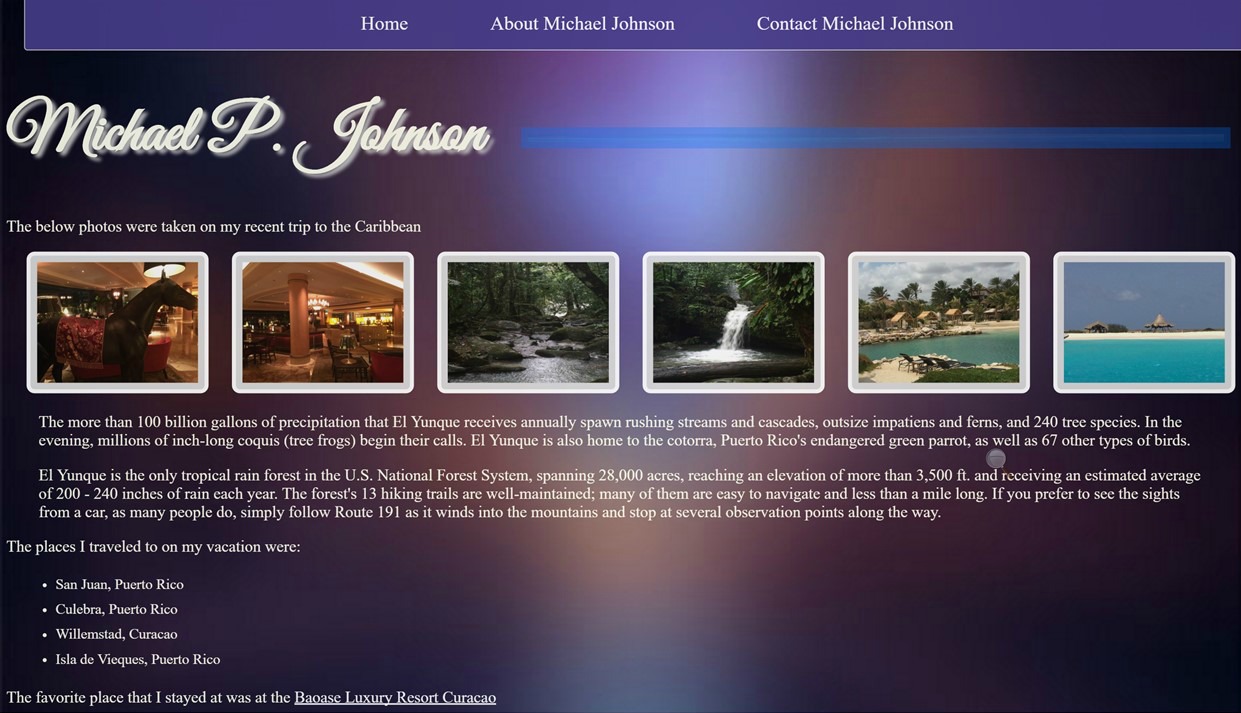 Home About Michael Johnson Contact Michael Johnson
Michael P. Johnson
The below photos were taken on my recent trip to the Caribbean
The more than 100 billion gallons of precipitation that El Yunque receives annually spawn rushing streams and cascades, outsize impatiens and ferns, and 240 tree species. In the
evening, millions of inch-long coquis (tree frogs) begin their calls. El Yunque is also home to the cotorra, Puerto Rico's endangered green parrot, as well as 67 other types of birds.
El Yunque is the only tropical rain forest in the U.S. National Forest System, spanning 28,000 acres, reaching an elevation of more than 3,500 ft. and receiving an estimated average
of 200 - 240 inches of rain each year. The forest's 13 hiking trails are well-maintained; many of them are easy to navigate and less than a mile long. If you prefer to see the sights
from a car, as many people do, simply follow Route 191 as it winds into the mountains and stop at several observation points along the way.
The places I traveled to on my vacation were:
• San Juan, Puerto Rico
• Culebra, Puerto Rico
• Willemstad, Curacao
• Isla de Vieques, Puerto Rico
The favorite place that I stayed at was at the Baoase Luxury Resort Curacao